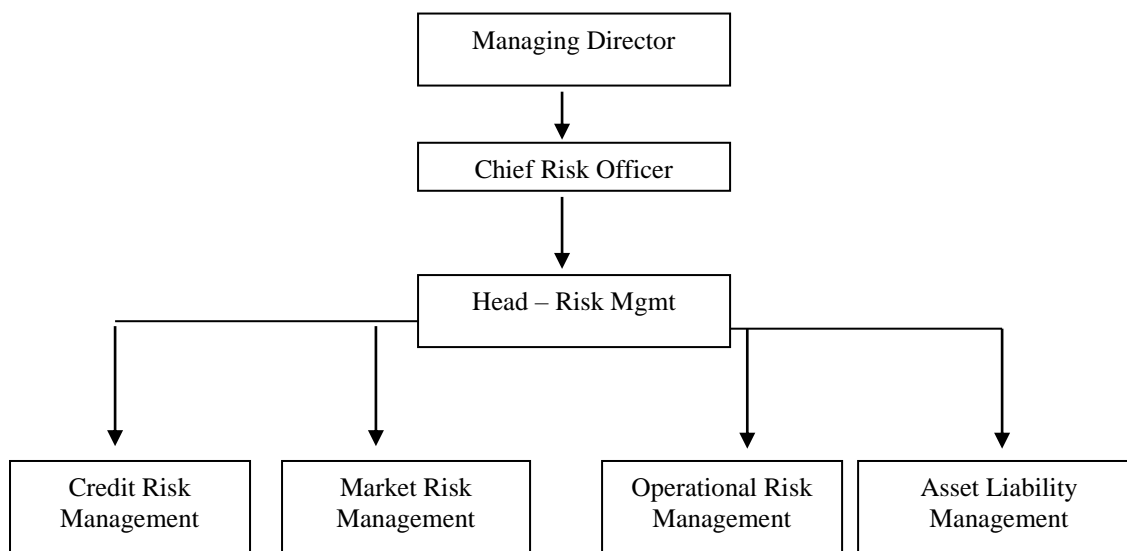 Managing Director
Chief Risk Officer
Head – Risk Mgmt
Credit Risk
Management
Market Risk
Management
Operational Risk
Management
Asset Liability
Management